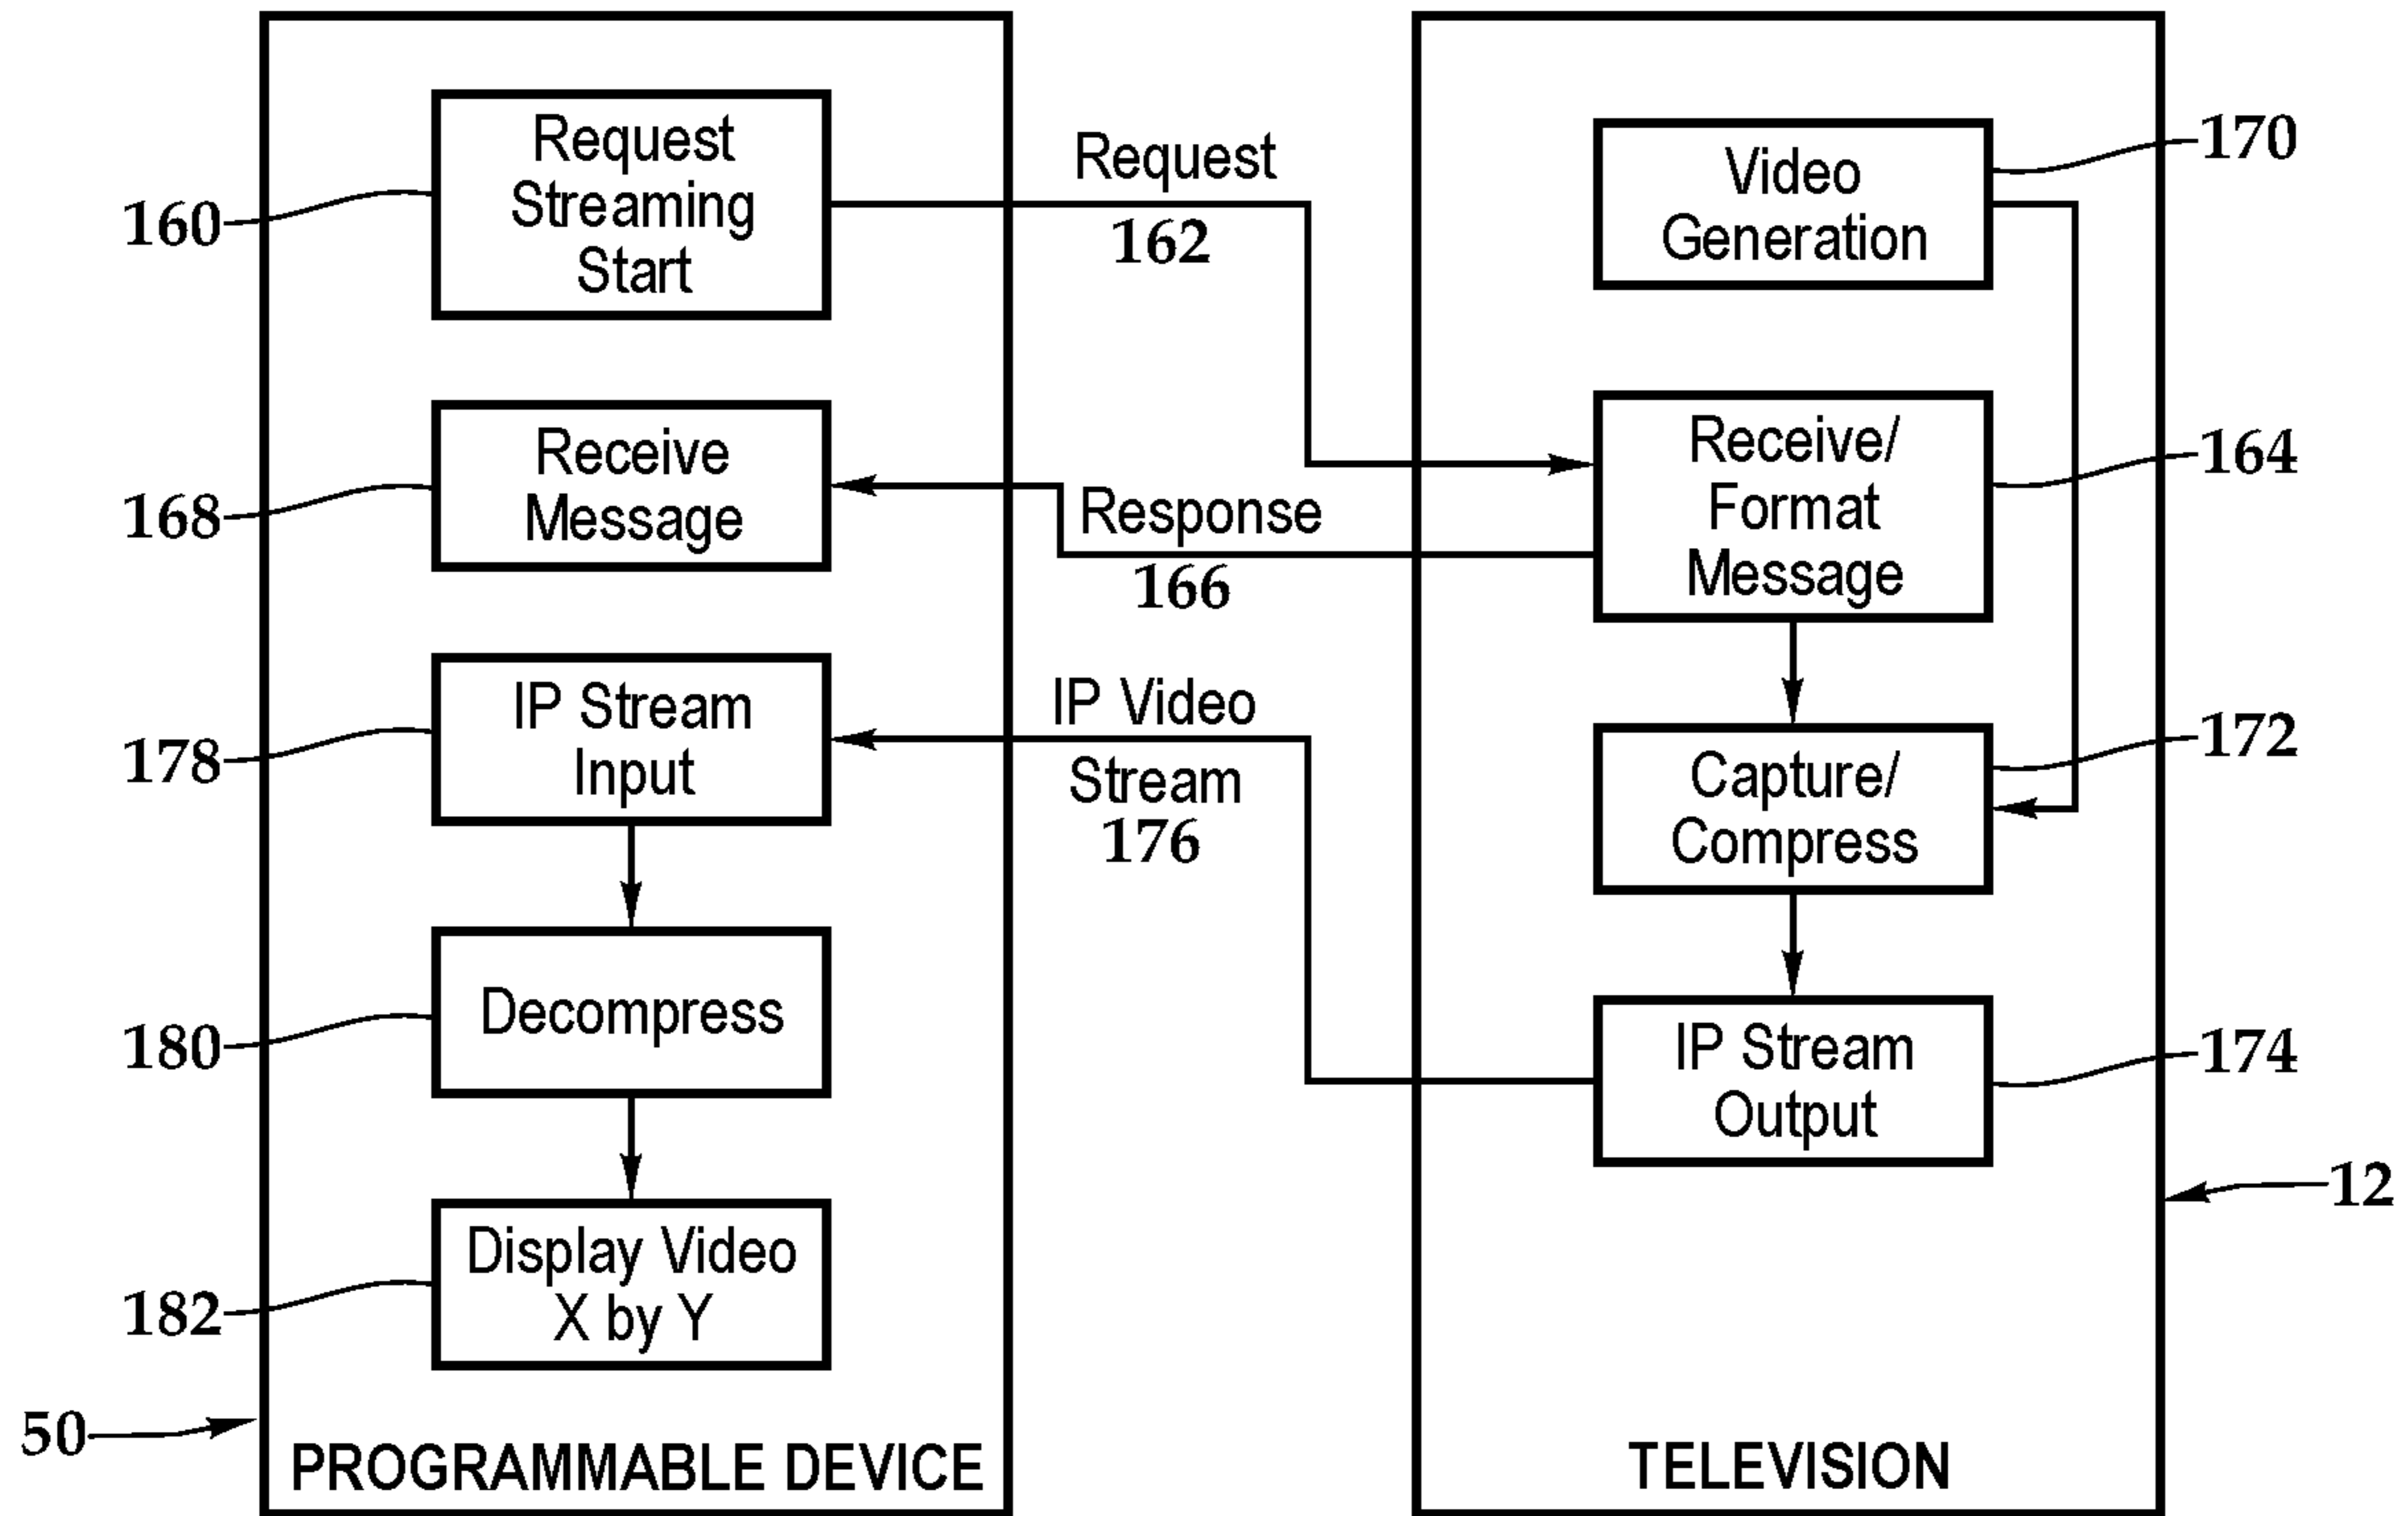 Request
Streaming
Start
160
Request
162
Video
Generation
170
Receive
Message
168
Response
166
Receive/
Format
Message
164
IP Stream
Input
178
IP Video
Stream
176
Capture/
Compress
172
Decompress
180
IP Stream
Output
174
12
Display Video
X by Y
182
50
PROGRAMMABLE DEVICE
TELEVISION